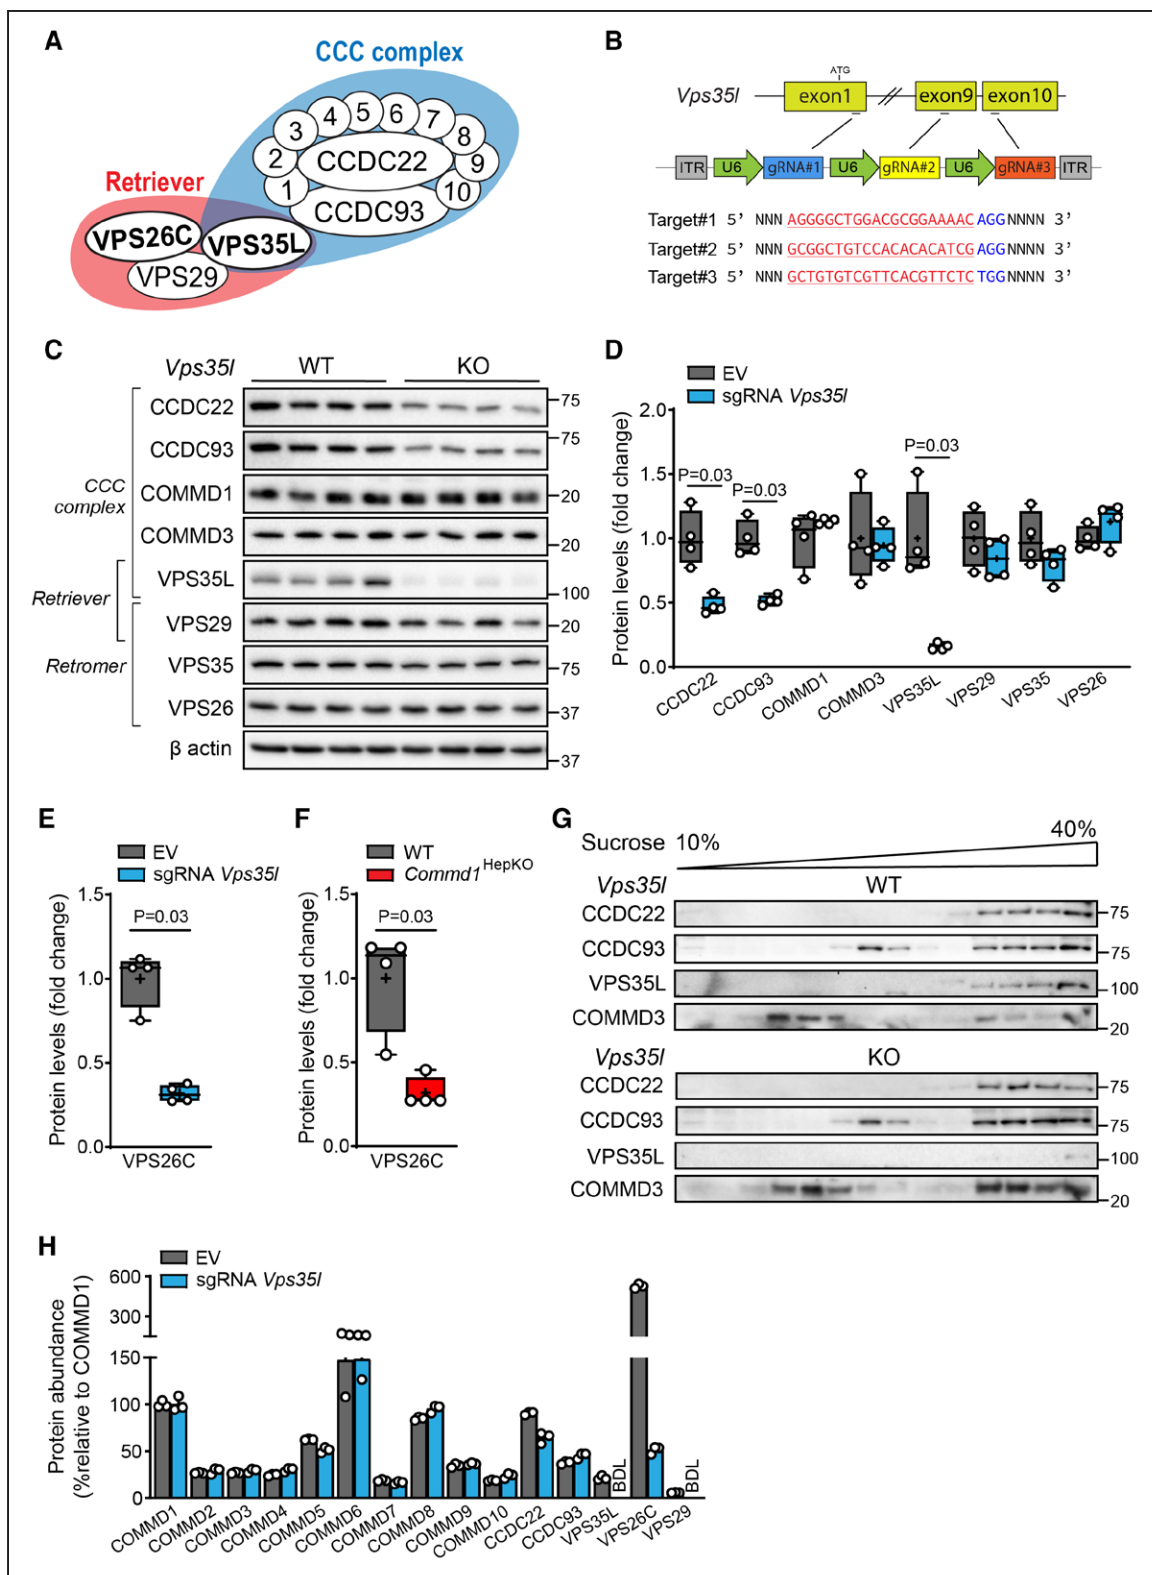 A
CCC complex
1
2
3
4
5
6
7
8
9
10
CCDC22
CCDC93
Retriever
VPS26C
VPS35L
VPS29
B
ATG
Vps35l
exon1
exon9
exon10
ITR
U6
gRNA#1
U6
gRNA#2
U6
gRNA#3
ITR
Target#1 5' NNN AGGGGCTGGACGCGGAAAAC AGG NNNN 3'
Target#2 5' NNN GCGGCTGTCCACACACATCG AGG NNNN 3'
Target#3 5' NNN GCTGTGTCGTTCACGTTCTC TGG NNNN 3'
C
Vps35l WT KO
CCDC22 75
CCDC93 75
CCC complex
COMMD1 20
COMMD3 20
Retriever
VPS35L 100
VPS29 20
Retromer
VPS35 75
VPS26 37
β actin 37
D
EV
sgRNA Vps35l
Protein levels (fold change)
2.0
1.5
1.0
0.5
0.0
P=0.03
P=0.03
P=0.03
CCDC22
CCDC93
COMMD1
COMMD3
VPS35L
VPS29
VPS35
VPS26
E
EV
sgRNA Vps35l
Protein levels (fold change)
1.5
1.0
0.5
0.0
P=0.03
VPS26C
F
WT
Commd1HepKO
Protein levels (fold change)
1.5
1.0
0.5
0.0
P=0.03
VPS26C
G
Sucrose 10% 40%
Vps35l WT
CCDC22 75
CCDC93 75
VPS35L 100
COMMD3 20
Vps35l KO
CCDC22 75
CCDC93 75
VPS35L 100
COMMD3 20
H
EV
sgRNA Vps35l
Protein abundance
(%relative to COMMD1)
600
300
150
100
50
0
BDL
BDL
COMMD1
COMMD2
COMMD3
COMMD4
COMMD5
COMMD6
COMMD7
COMMD8
COMMD9
COMMD10
CCDC22
CCDC93
VPS35L
VPS26C
VPS29